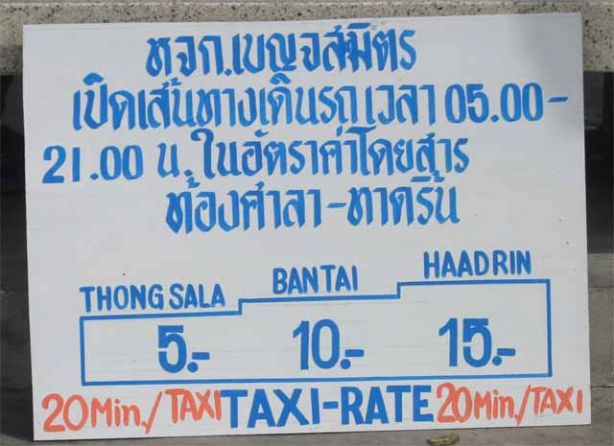 หจก.เบญจสมิตร
เปิดเส้นทางเดินรถเวลา 05.00-
21.00 น. ในอัตราค่าโดยสาร
ท้องศาลา-หาดริ้น
THONG SALA BANTAI HAADRIN
5.- 10.- 15.-
20Min./TAXI TAXI-RATE 20Min./TAXI